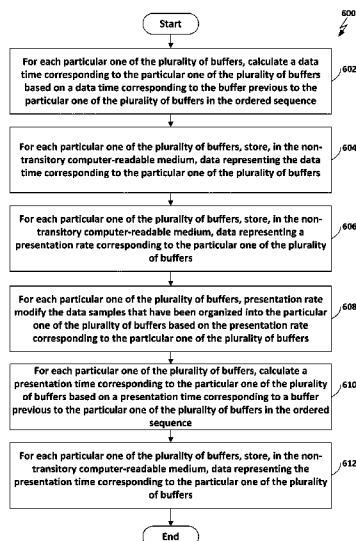 600
Start
For each particular one of the plurality of buffers, calculate a data
time corresponding to the particular one of the plurality of buffers
based on a data time corresponding to the buffer previous to the
particular one of the plurality of buffers in the ordered sequence
602
For each particular one of the plurality of buffers, store, in the non-
transitory computer-readable medium, data representing the data
time corresponding to the particular one of the plurality of buffers
604
For each particular one of the plurality of buffers, store, in the non-
transitory computer-readable medium, data representing a
presentation rate corresponding to the particular one of the plurality
of buffers
606
For each particular one of the plurality of buffers, presentation rate
modify the data samples that have been organized into the particular
one of the plurality of buffers based on the presentation rate
corresponding to the particular one of the plurality of buffers
608
For each particular one of the plurality of buffers, calculate a
presentation time corresponding to the particular one of the plurality
of buffers based on a presentation time corresponding to a buffer
previous to the particular one of the plurality of buffers in the ordered
sequence
610
For each particular one of the plurality of buffers, store, in the non-
transitory computer-readable medium, data representing the
presentation time corresponding to the particular one of the plurality
of buffers
612
End